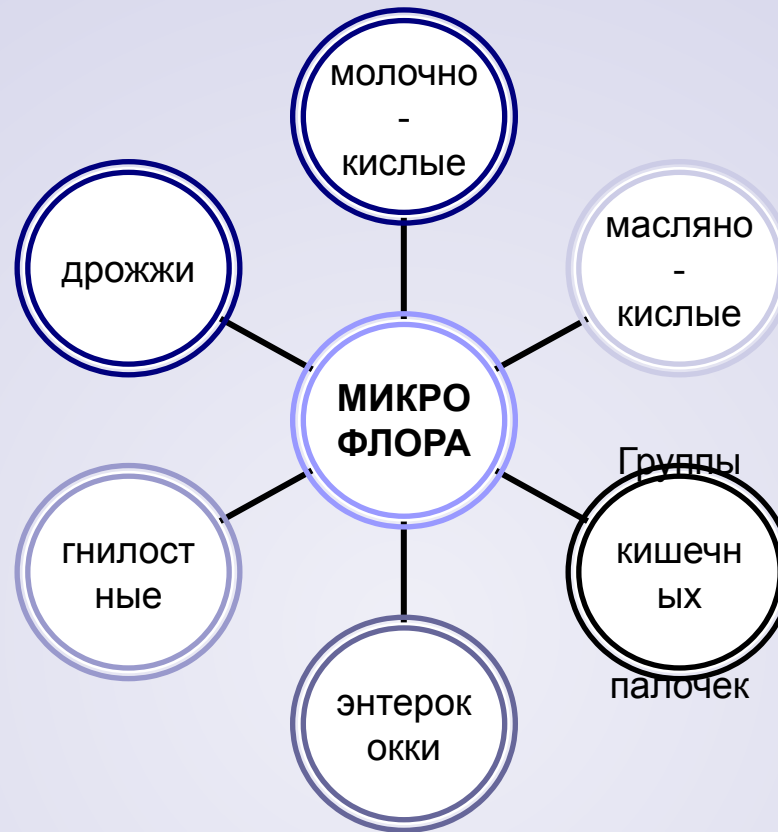 молочно
-
кислые
масляно
-
кислые
дрожжи
МИКРО
ФЛОРА
Группы
кишечн
ых
палочек
гнилост
ные
энтерок
окки